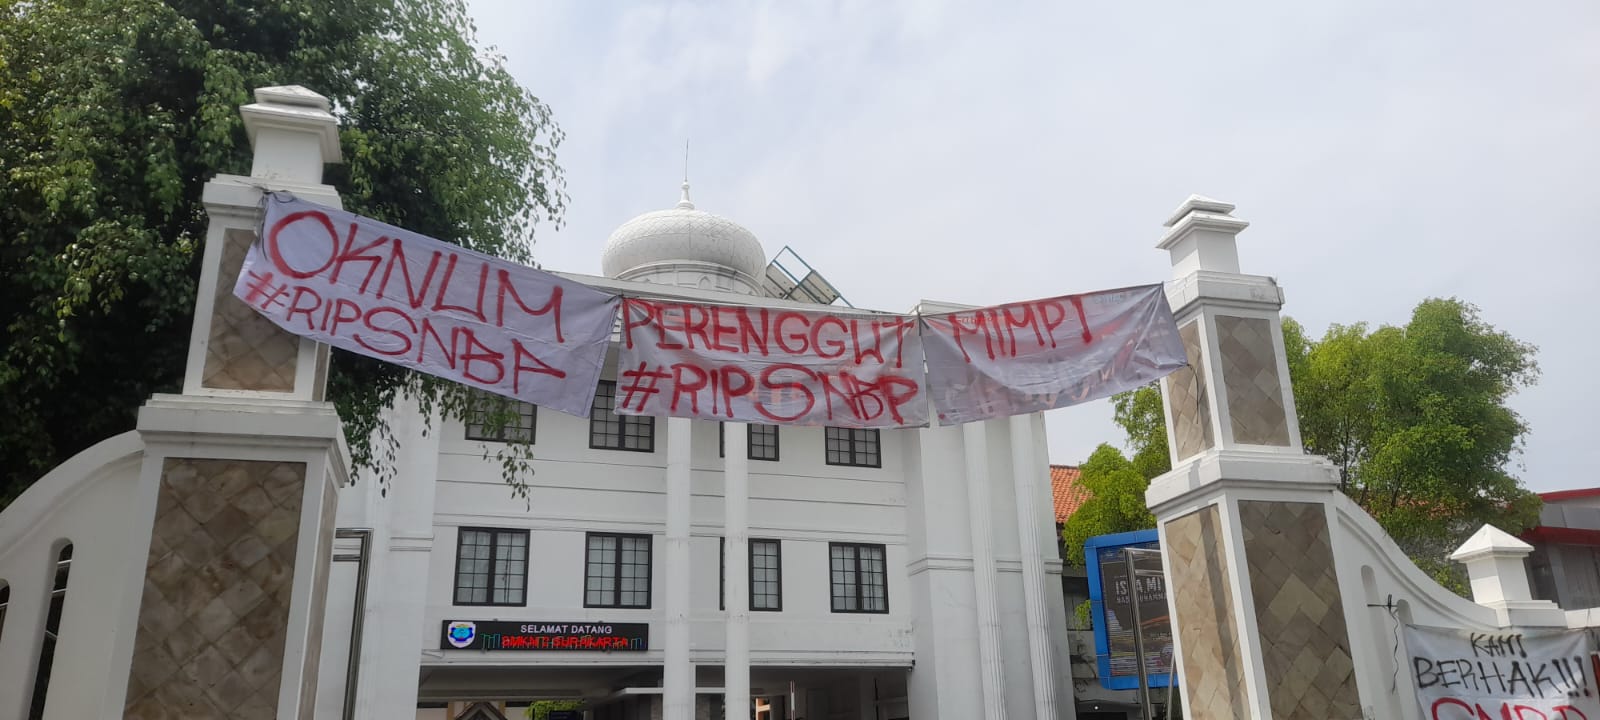 OKNUM
#RIPSNBP
PERENGGUT
#RIPSNBP
MIMPI
SELAMAT DATANG
KAMI
BERHAK!!!